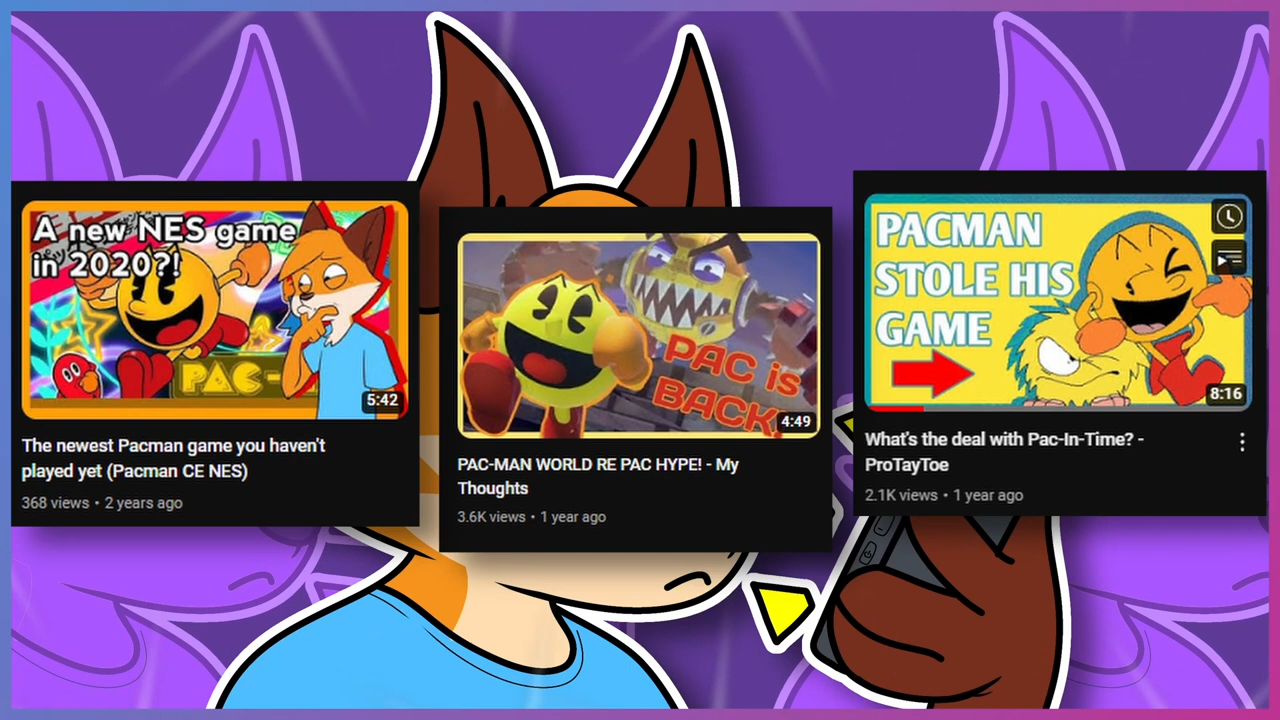 A new NES game
in 2020?!
PAC-
5:42
The newest Pacman game you haven't
played yet (Pacman CE NES)
368 views • 2 years ago
PAC is
BACK
4:49
PAC-MAN WORLD RE PAC HYPE! - My
Thoughts
3.6K views • 1 year ago
PACMAN
STOLE HIS
GAME
8:16
What's the deal with Pac-In-Time? -
ProTayToe
2.1K views • 1 year ago